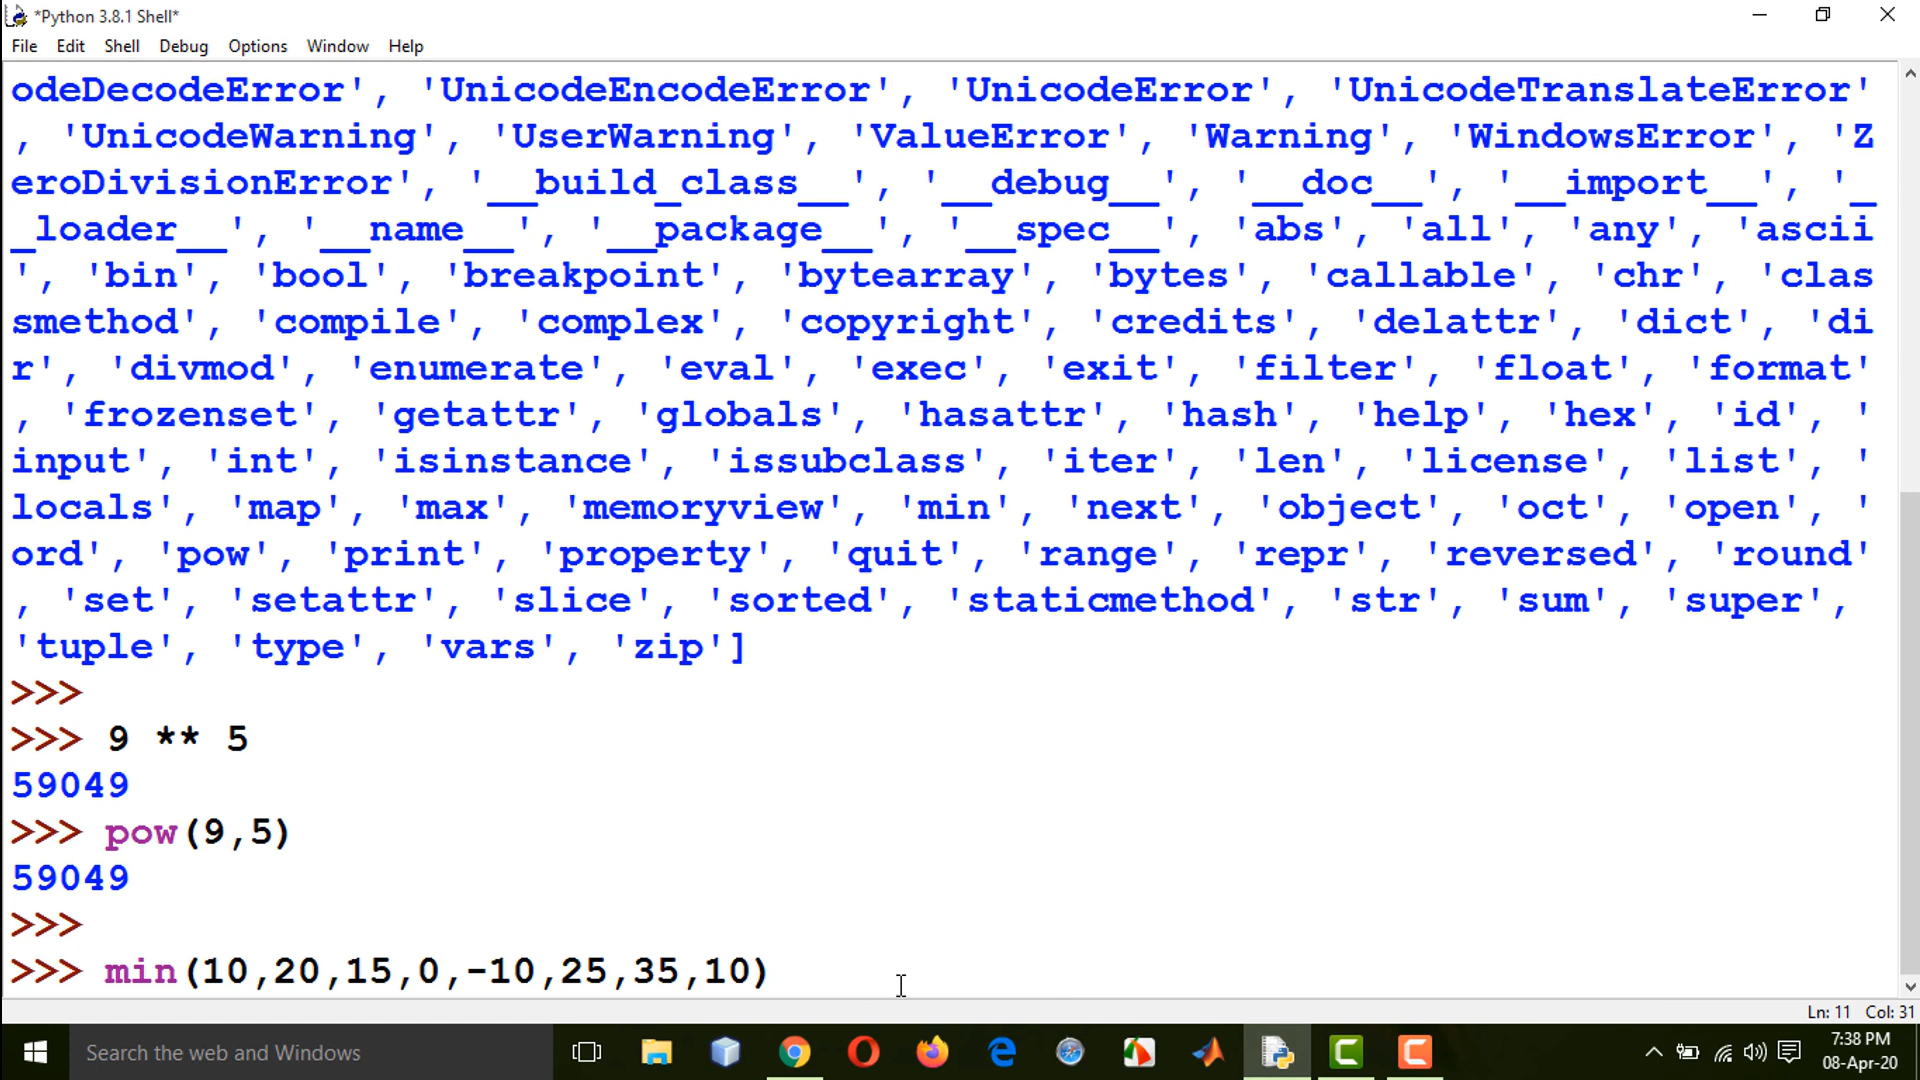 *Python 3.8.1 Shell*
File Edit Shell Debug Options Window Help
odeDecodeError', 'UnicodeEncodeError', 'UnicodeError', 'UnicodeTranslateError'
, 'UnicodeWarning', 'UserWarning', 'ValueError', 'Warning', 'WindowsError', 'Z
eroDivisionError', '__build_class__', '__debug__', '__doc__', '__import__', '_
_loader__', '__name__', '__package__', '__spec__', 'abs', 'all', 'any', 'ascii
', 'bin', 'bool', 'breakpoint', 'bytearray', 'bytes', 'callable', 'chr', 'clas
smethod', 'compile', 'complex', 'copyright', 'credits', 'delattr', 'dict', 'di
r', 'divmod', 'enumerate', 'eval', 'exec', 'exit', 'filter', 'float', 'format'
, 'frozenset', 'getattr', 'globals', 'hasattr', 'hash', 'help', 'hex', 'id', '
input', 'int', 'isinstance', 'issubclass', 'iter', 'len', 'license', 'list', '
locals', 'map', 'max', 'memoryview', 'min', 'next', 'object', 'oct', 'open', '
ord', 'pow', 'print', 'property', 'quit', 'range', 'repr', 'reversed', 'round'
, 'set', 'setattr', 'slice', 'sorted', 'staticmethod', 'str', 'sum', 'super',
'tuple', 'type', 'vars', 'zip']
>>>
>>> 9 ** 5
59049
>>> pow(9,5)
59049
>>>
>>> min(10,20,15,0,-10,25,35,10)
Ln: 11 Col: 31
Search the web and Windows
7:38 PM
08-Apr-20